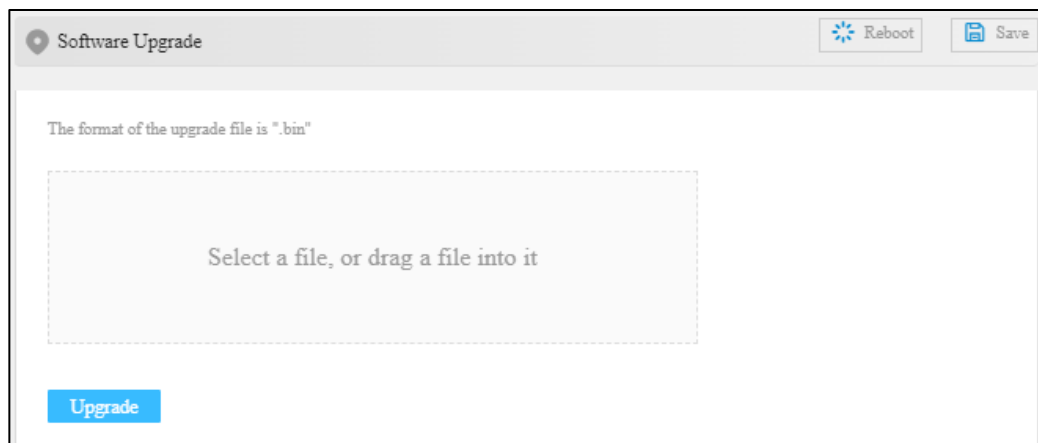 Software Upgrade
Reboot
Save
The format of the upgrade file is ".bin"
Select a file, or drag a file into it
Upgrade